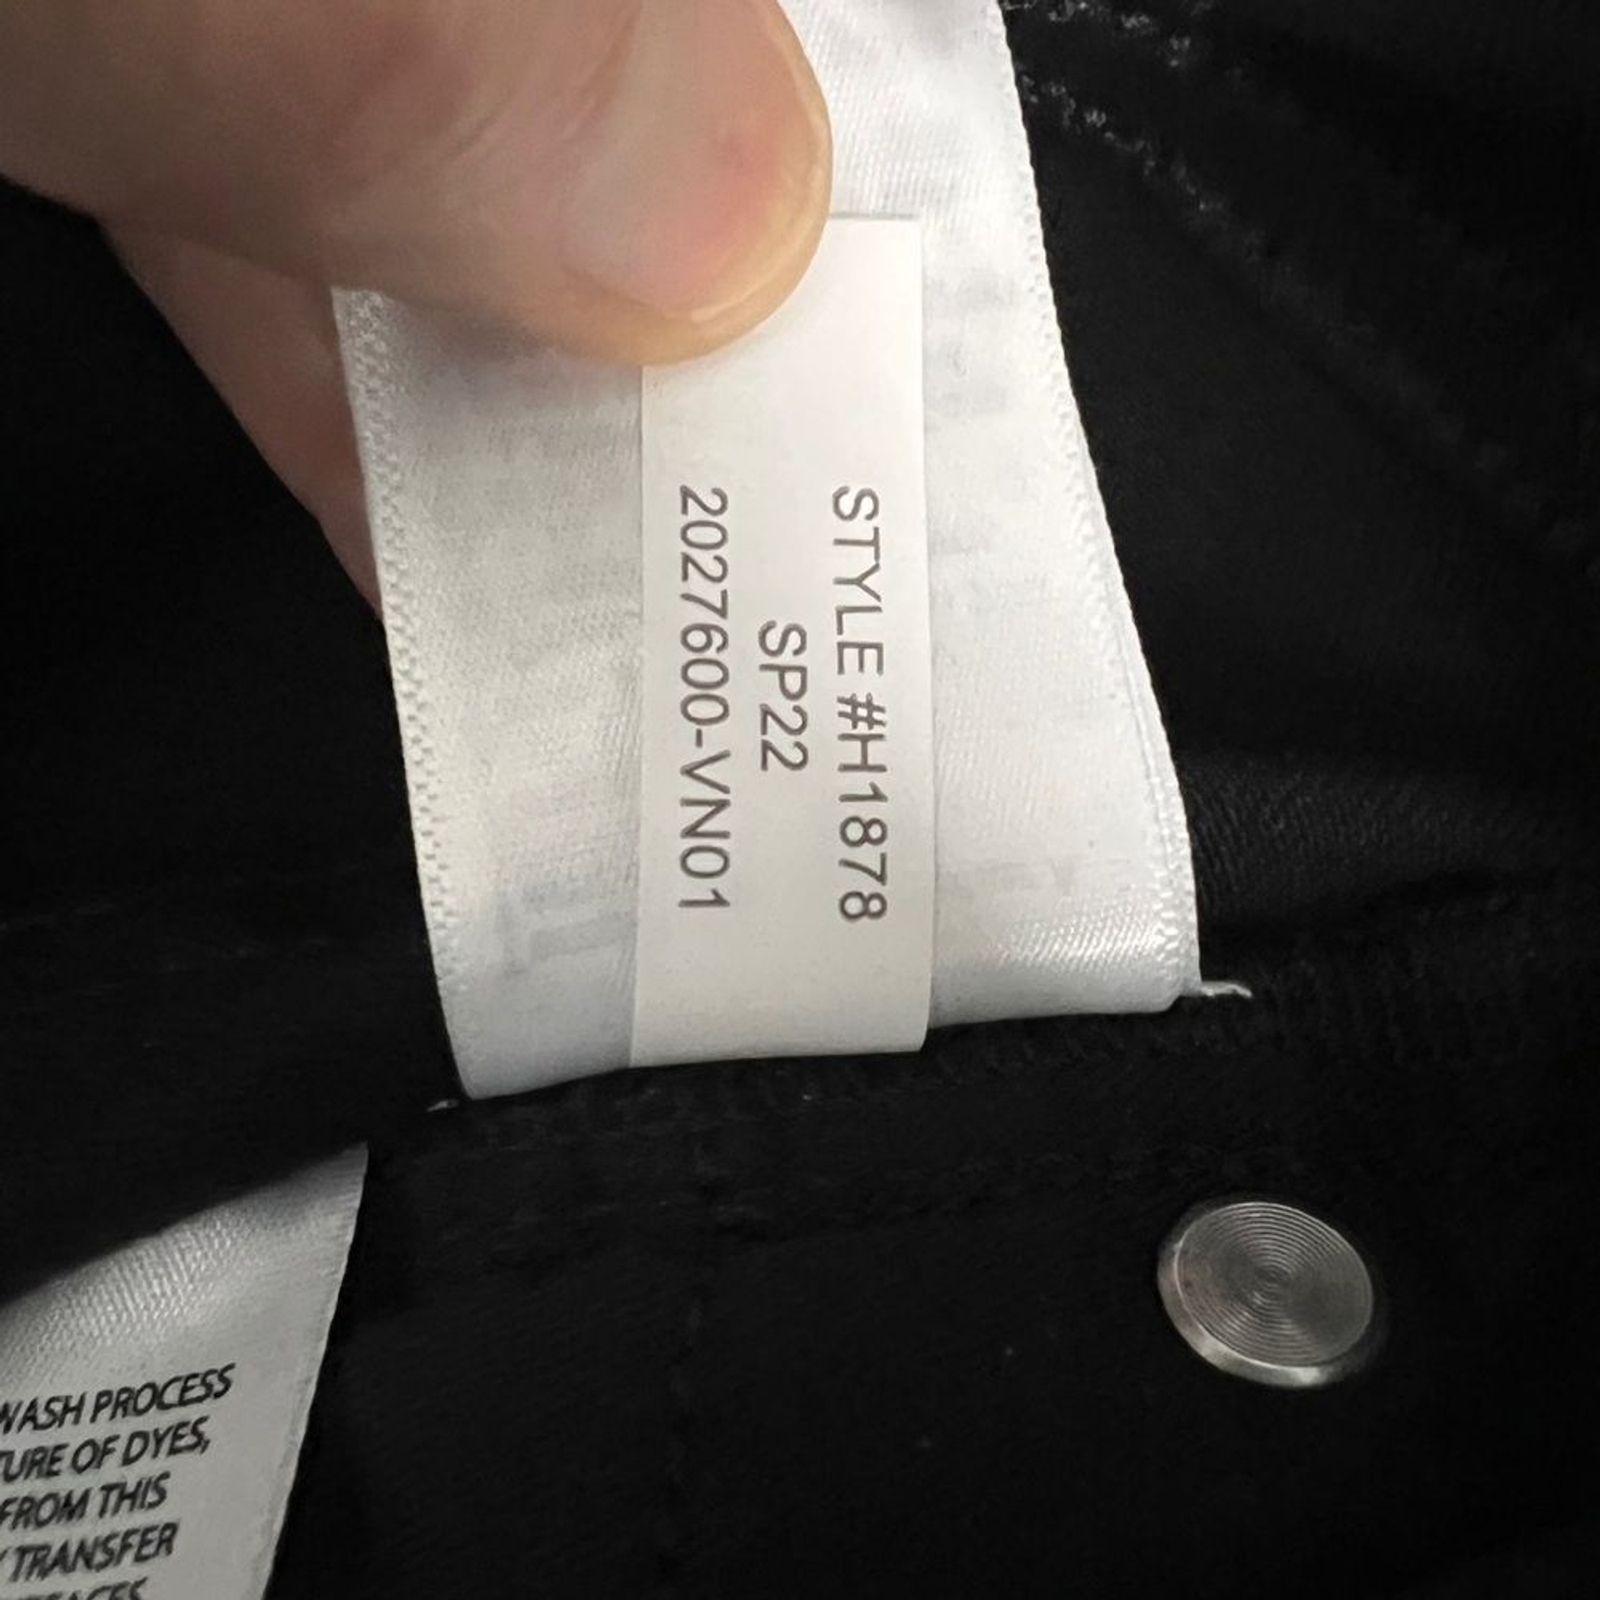 STYLE #H1878
SP22
2027600-VN01
WASH PROCESS
TURE OF DYES,
FROM THIS
TRANSFER